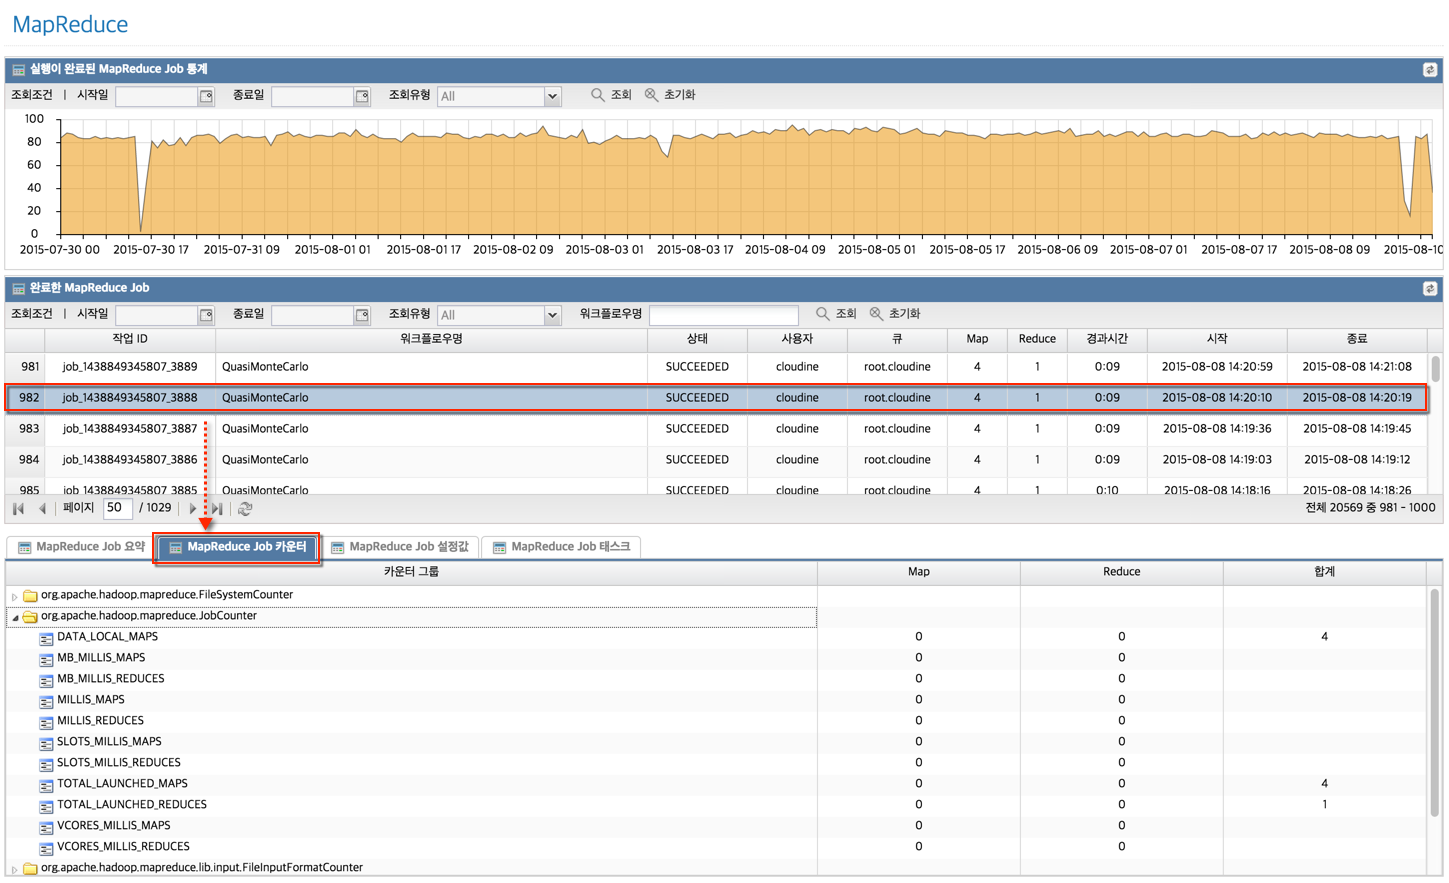 MapReduce
실행이 완료된 MapReduce Job 통계
조회조건 | 시작일 종료일 조회유형 All 조회 초기화
100
80
60
40
20
0
2015-07-30 00 2015-07-30 17 2015-07-31 09 2015-08-01 01 2015-08-01 17 2015-08-02 09 2015-08-03 01 2015-08-03 17 2015-08-04 09 2015-08-05 01 2015-08-05 17 2015-08-06 09 2015-08-07 01 2015-08-07 17 2015-08-08 09 2015-08-10
완료한 MapReduce Job
조회조건 | 시작일 종료일 조회유형 All 워크플로우명 조회 초기화
작업 ID 워크플로우명 상태 사용자 큐 Map Reduce 경과시간 시작 종료
981 job_1438849345807_3889 QuasiMonteCarlo SUCCEEDED cloudine root.cloudine 4 1 0:09 2015-08-08 14:20:59 2015-08-08 14:21:08
982 job_1438849345807_3888 QuasiMonteCarlo SUCCEEDED cloudine root.cloudine 4 1 0:09 2015-08-08 14:20:10 2015-08-08 14:20:19
983 job_1438849345807_3887 QuasiMonteCarlo SUCCEEDED cloudine root.cloudine 4 1 0:09 2015-08-08 14:19:36 2015-08-08 14:19:45
984 job_1438849345807_3886 QuasiMonteCarlo SUCCEEDED cloudine root.cloudine 4 1 0:09 2015-08-08 14:19:03 2015-08-08 14:19:12
985 job_1438849345807_3885 QuasiMonteCarlo SUCCEEDED cloudine root.cloudine 4 1 0:10 2015-08-08 14:18:16 2015-08-08 14:18:26
페이지 50 / 1029 전체 20569 중 981 - 1000
MapReduce Job 요약 MapReduce Job 카운터 MapReduce Job 설정값 MapReduce Job 태스크
카운터 그룹 Map Reduce 합계
org.apache.hadoop.mapreduce.FileSystemCounter
org.apache.hadoop.mapreduce.JobCounter
DATA_LOCAL_MAPS 0 0 4
MB_MILLIS_MAPS 0 0
MB_MILLIS_REDUCES 0 0
MILLIS_MAPS 0 0
MILLIS_REDUCES 0 0
SLOTS_MILLIS_MAPS 0 0
SLOTS_MILLIS_REDUCES 0 0
TOTAL_LAUNCHED_MAPS 0 0 4
TOTAL_LAUNCHED_REDUCES 0 0 1
VCORES_MILLIS_MAPS 0 0
VCORES_MILLIS_REDUCES 0 0
org.apache.hadoop.mapreduce.lib.input.FileInputFormatCounter